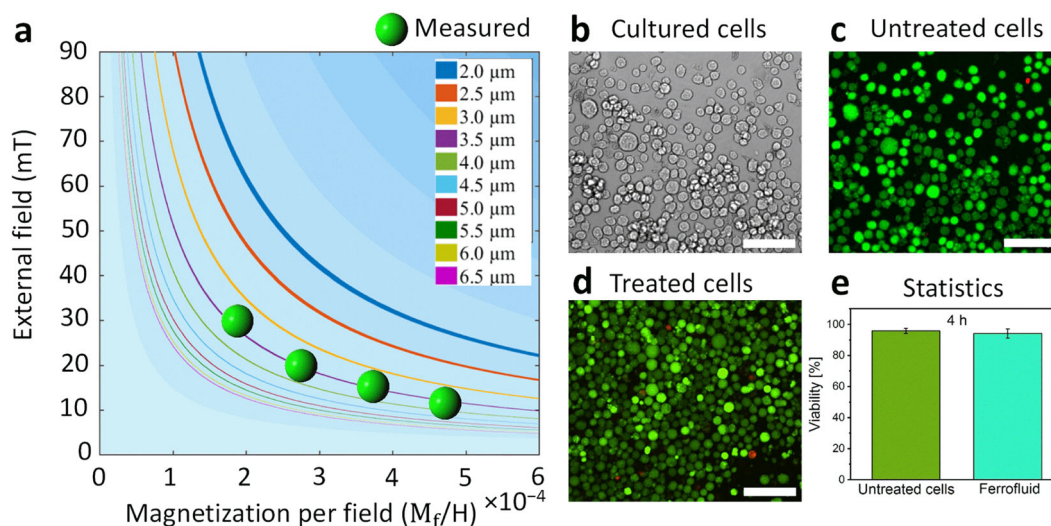 a
Measured
External field (mT)
90
80
70
60
50
40
30
20
10
0
2.0 μm
2.5 μm
3.0 μm
3.5 μm
4.0 μm
4.5 μm
5.0 μm
5.5 μm
6.0 μm
6.5 μm
0 1 2 3 4 5 6
×10⁻⁴
Magnetization per field (M_f/H)
b Cultured cells
c Untreated cells
d Treated cells
e Statistics
4 h
Viability [%]
100
80
60
40
20
0
Untreated cells Ferrofluid